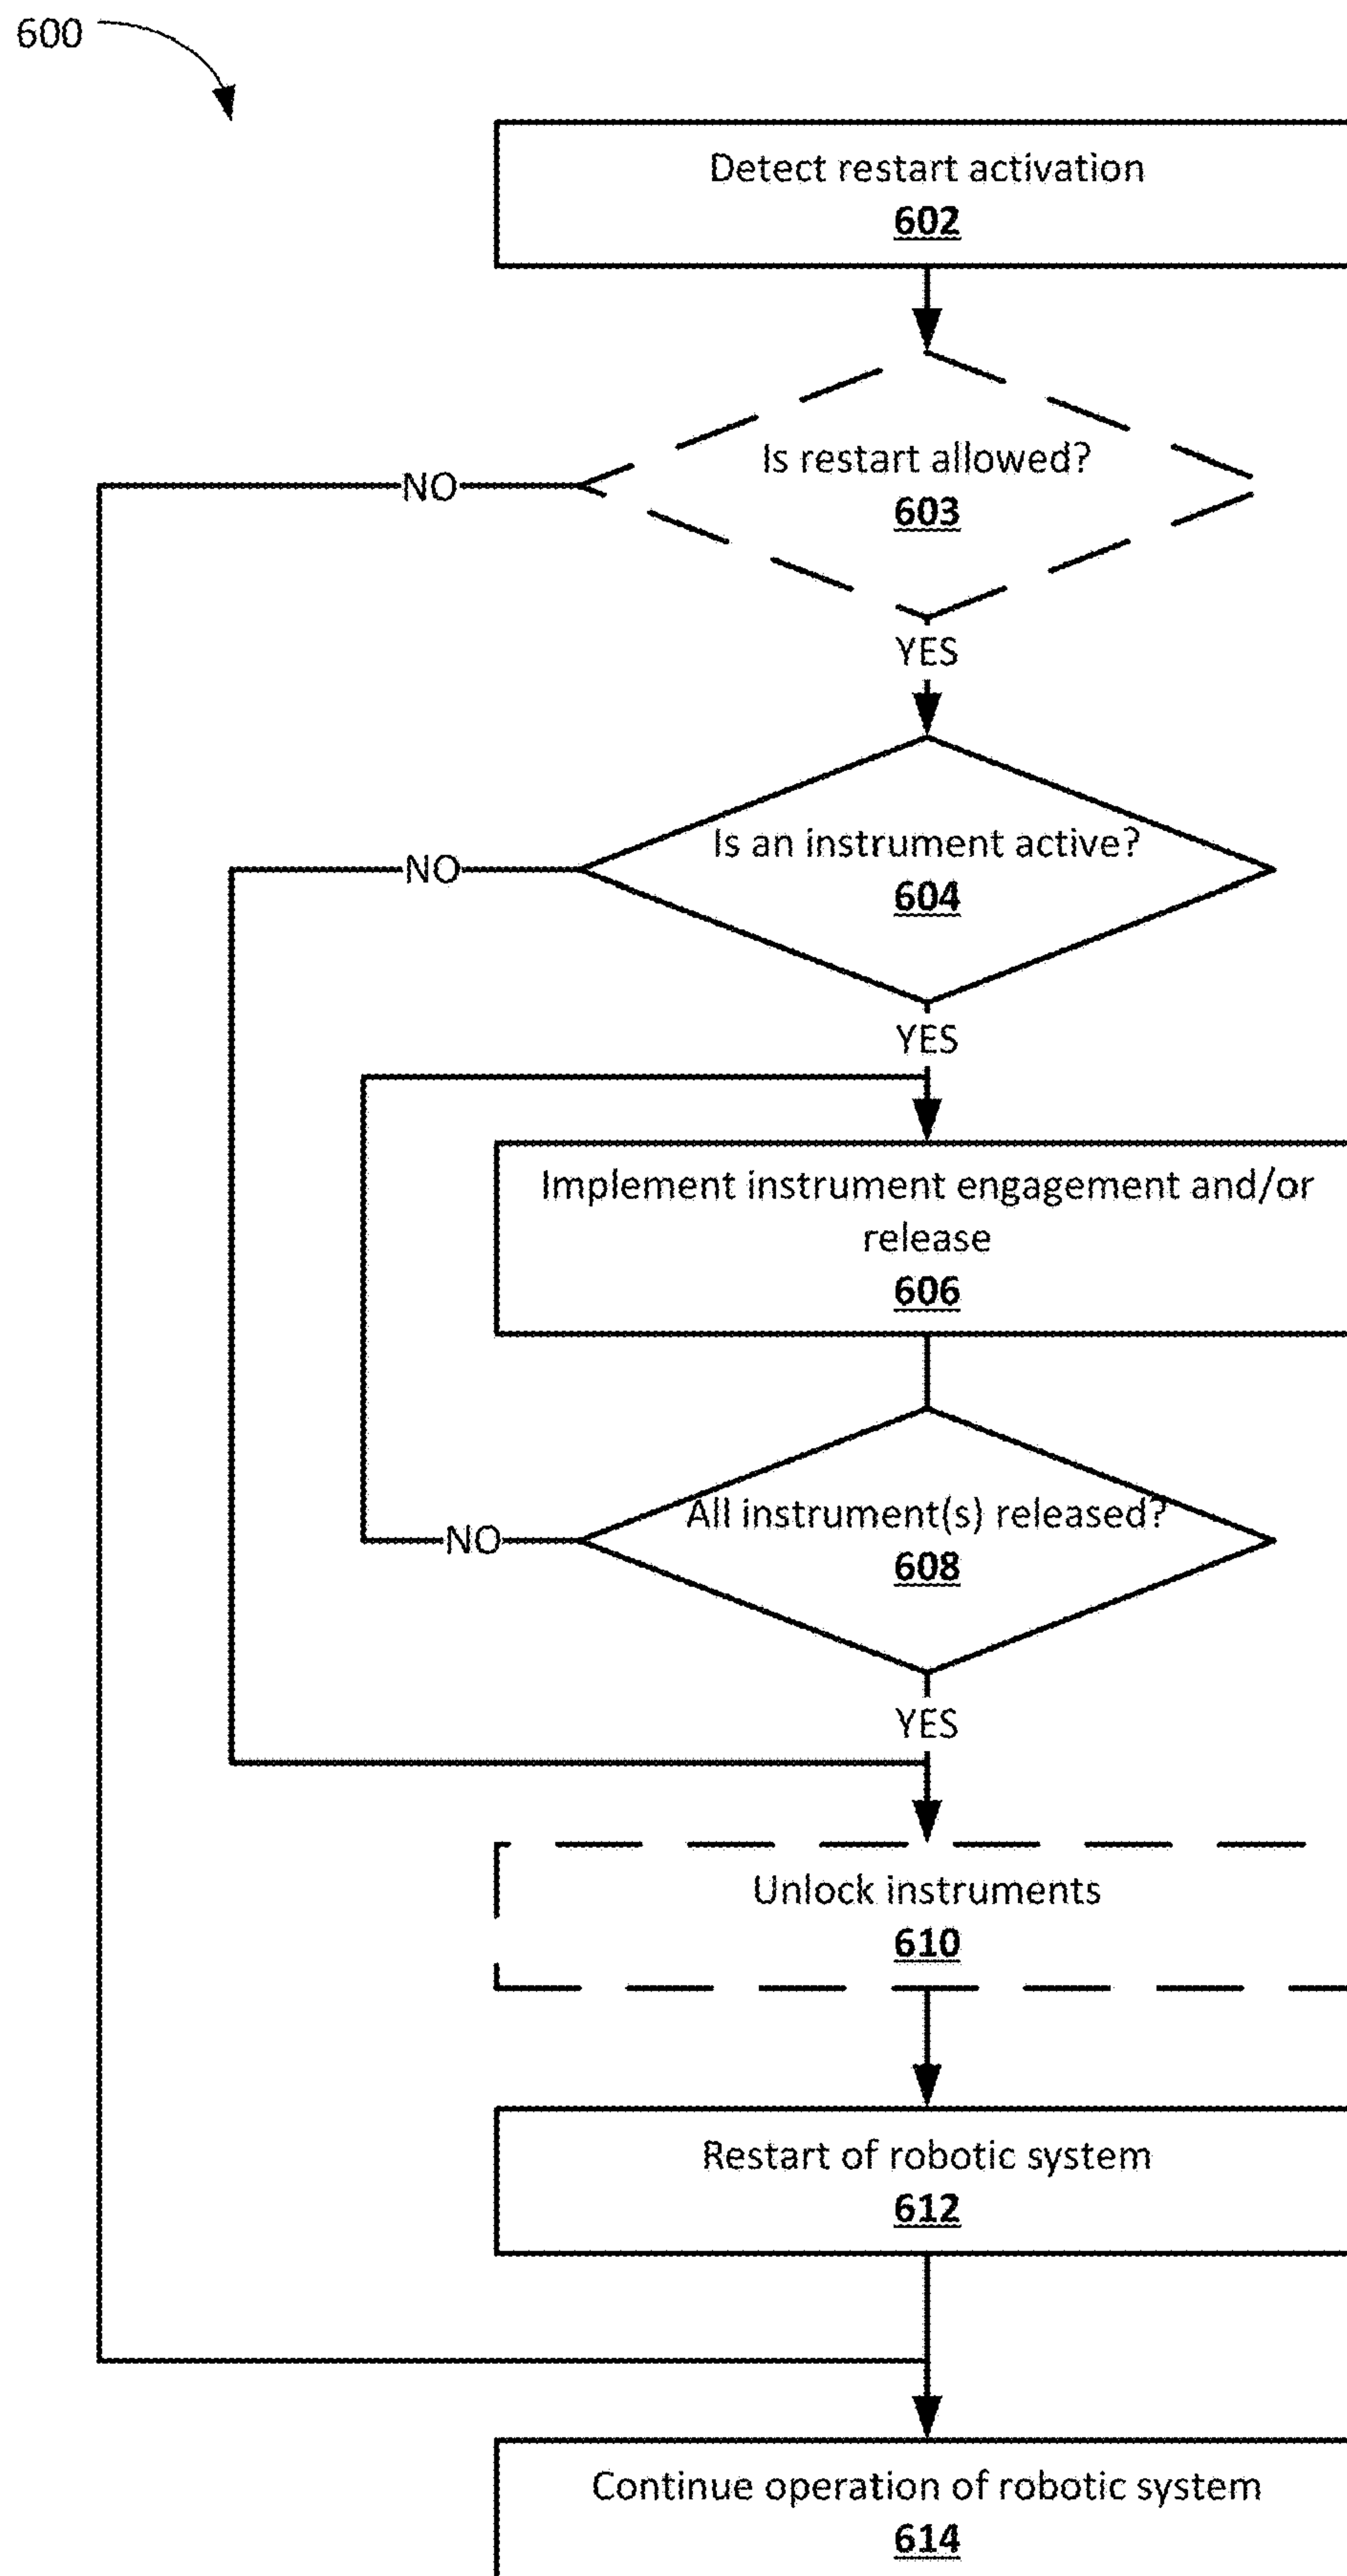 600
Detect restart activation
602
Is restart allowed?
603
NO
YES
Is an instrument active?
604
NO
YES
Implement instrument engagement and/or
release
606
All instrument(s) released?
608
NO
YES
Unlock instruments
610
Restart of robotic system
612
Continue operation of robotic system
614